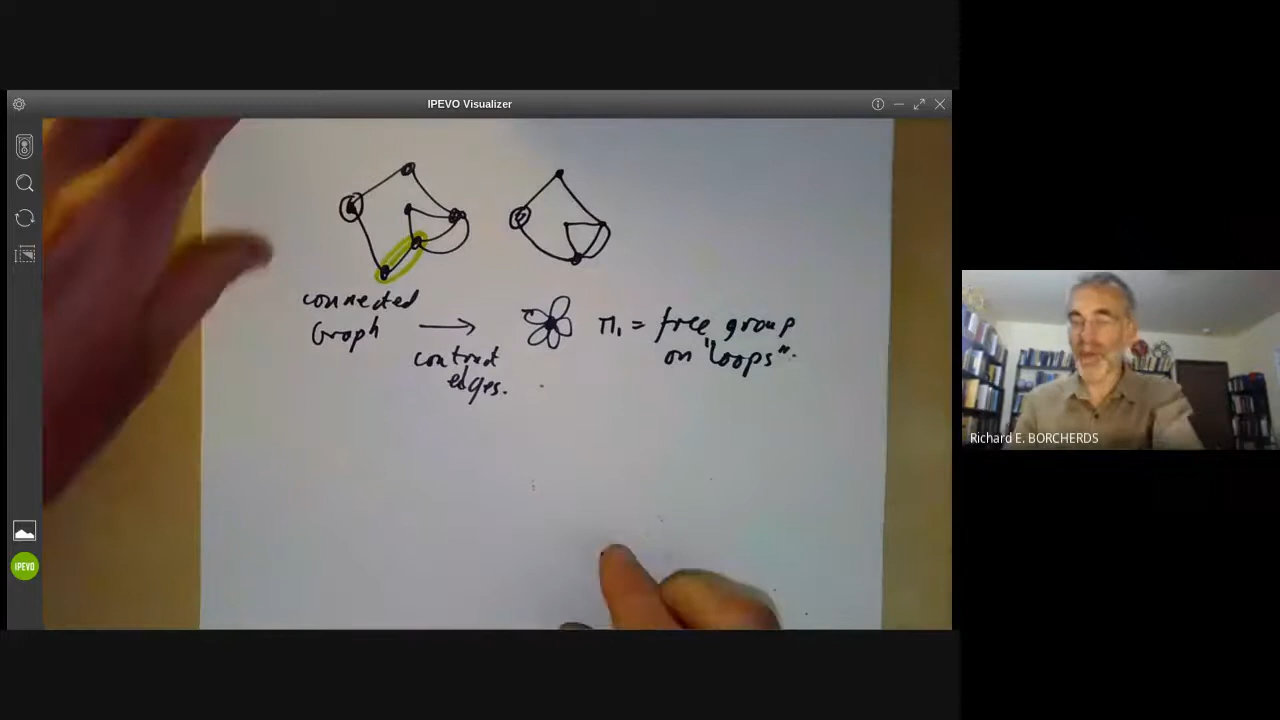 IPEVO Visualizer
connected
Graph
contract
edges.
π₁ = free group
on "loops".
Richard E. BORCHERDS
IPEVO